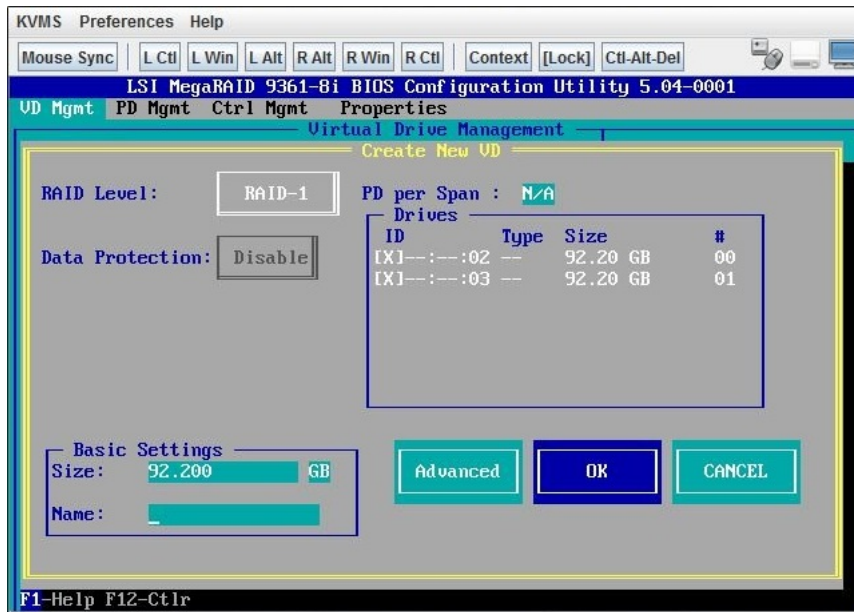 KVMS Preferences Help
Mouse Sync L Ctl L Win L Alt R Alt R Win R Ctl Context [Lock] Ctl-Alt-Del
LSI MegaRAID 9361-8i BIOS Configuration Utility 5.04-0001
VD Mgmt PD Mgmt Ctrl Mgmt Properties
Virtual Drive Management
Create New VD
RAID Level: RAID-1 PD per Span : N/A
Drives
ID Type Size #
Data Protection: Disable [X]--:--:02 -- 92.20 GB 00
[X]--:--:03 -- 92.20 GB 01
Basic Settings
Size: 92.200 GB Advanced OK CANCEL
Name: _
F1-Help F12-Ctlr